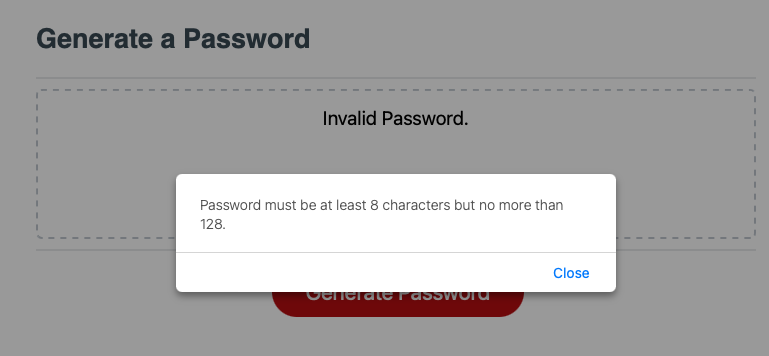 Generate a Password
Invalid Password.
Password must be at least 8 characters but no more than
128.
Close
Generate Password